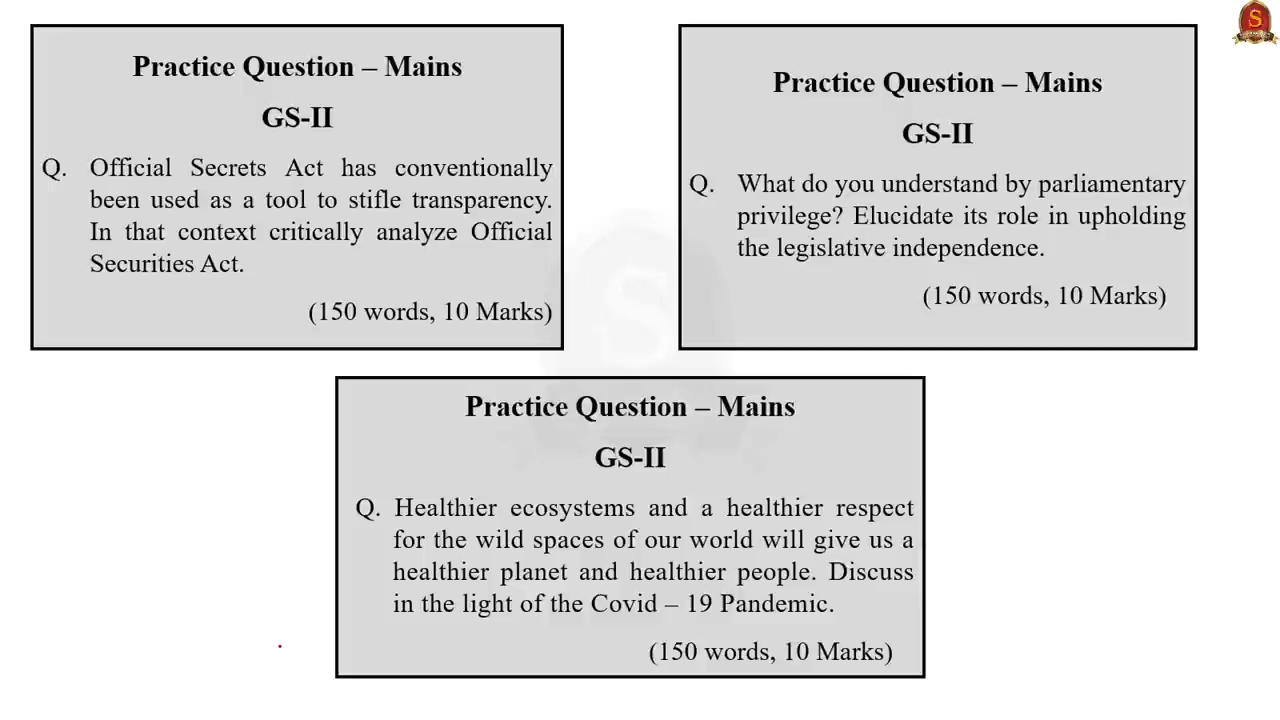 Practice Question – Mains
GS-II
Q. Official Secrets Act has conventionally
been used as a tool to stifle transparency.
In that context critically analyze Official
Securities Act.
(150 words, 10 Marks)
Practice Question – Mains
GS-II
Q. What do you understand by parliamentary
privilege? Elucidate its role in upholding
the legislative independence.
(150 words, 10 Marks)
Practice Question – Mains
GS-II
Q. Healthier ecosystems and a healthier respect
for the wild spaces of our world will give us a
healthier planet and healthier people. Discuss
in the light of the Covid – 19 Pandemic.
(150 words, 10 Marks)
S
S